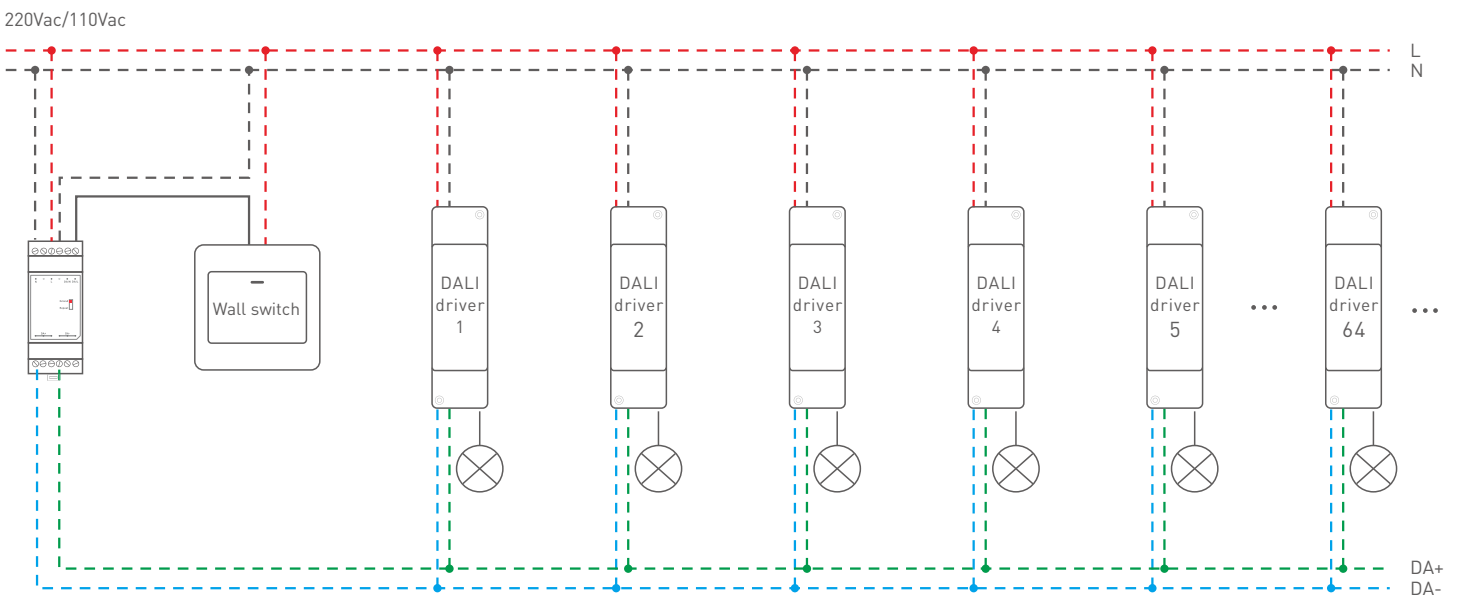 220Vac/110Vac
L
N
Wall switch
DALI
driver
1
DALI
driver
2
DALI
driver
3
DALI
driver
4
DALI
driver
5
...
DALI
driver
64
...
DA+
DA-